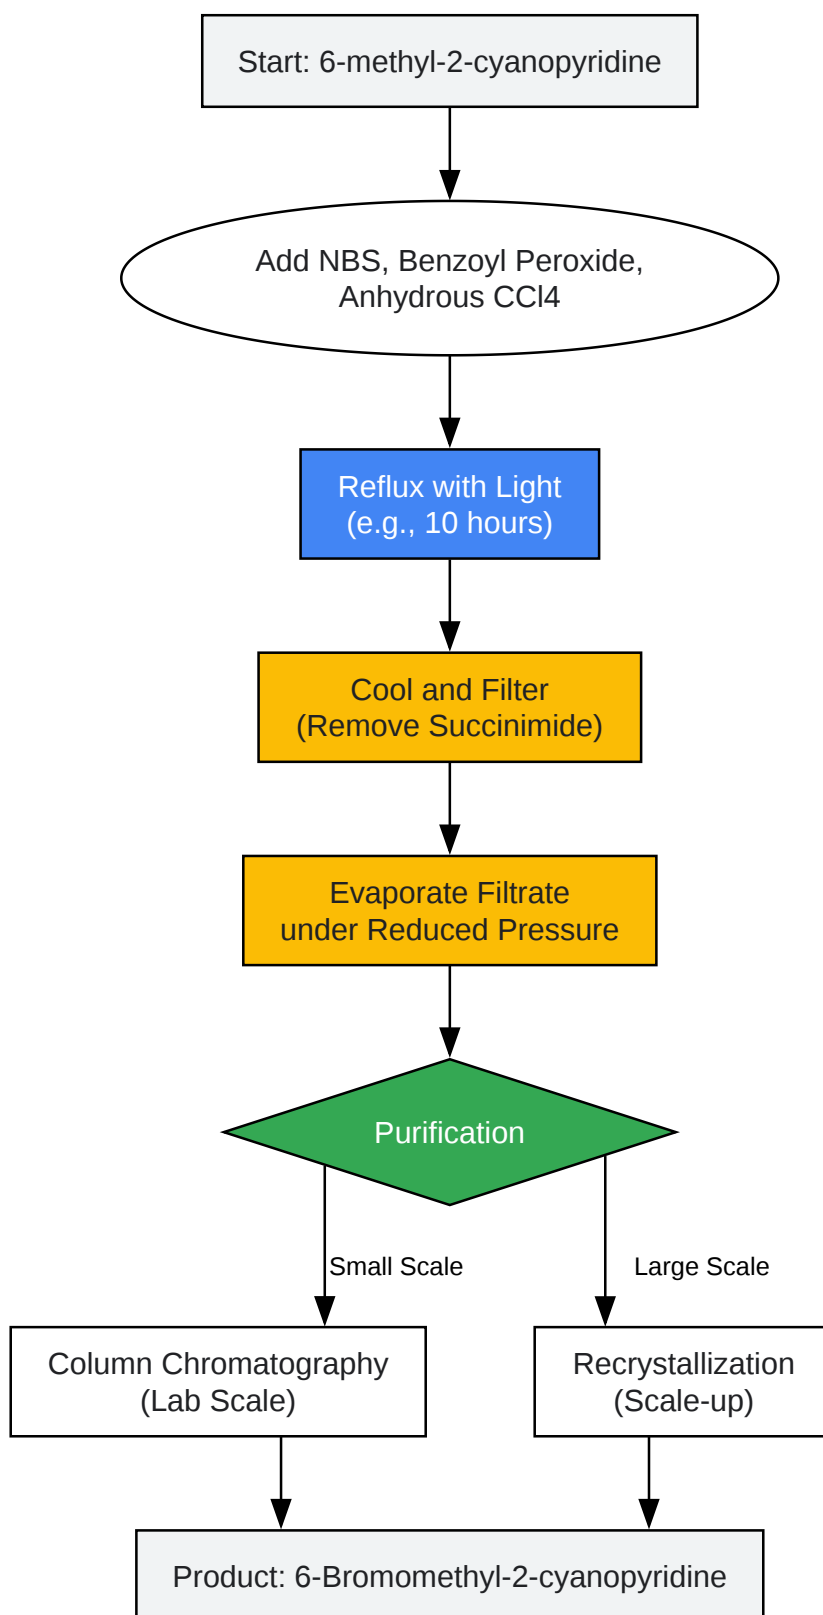 Start: 6-methyl-2-cyanopyridine
Add NBS, Benzoyl Peroxide,
Anhydrous CCl4
Reflux with Light
(e.g., 10 hours)
Cool and Filter
(Remove Succinimide)
Evaporate Filtrate
under Reduced Pressure
Purification
Small Scale
Large Scale
Column Chromatography
(Lab Scale)
Recrystallization
(Scale-up)
Product: 6-Bromomethyl-2-cyanopyridine